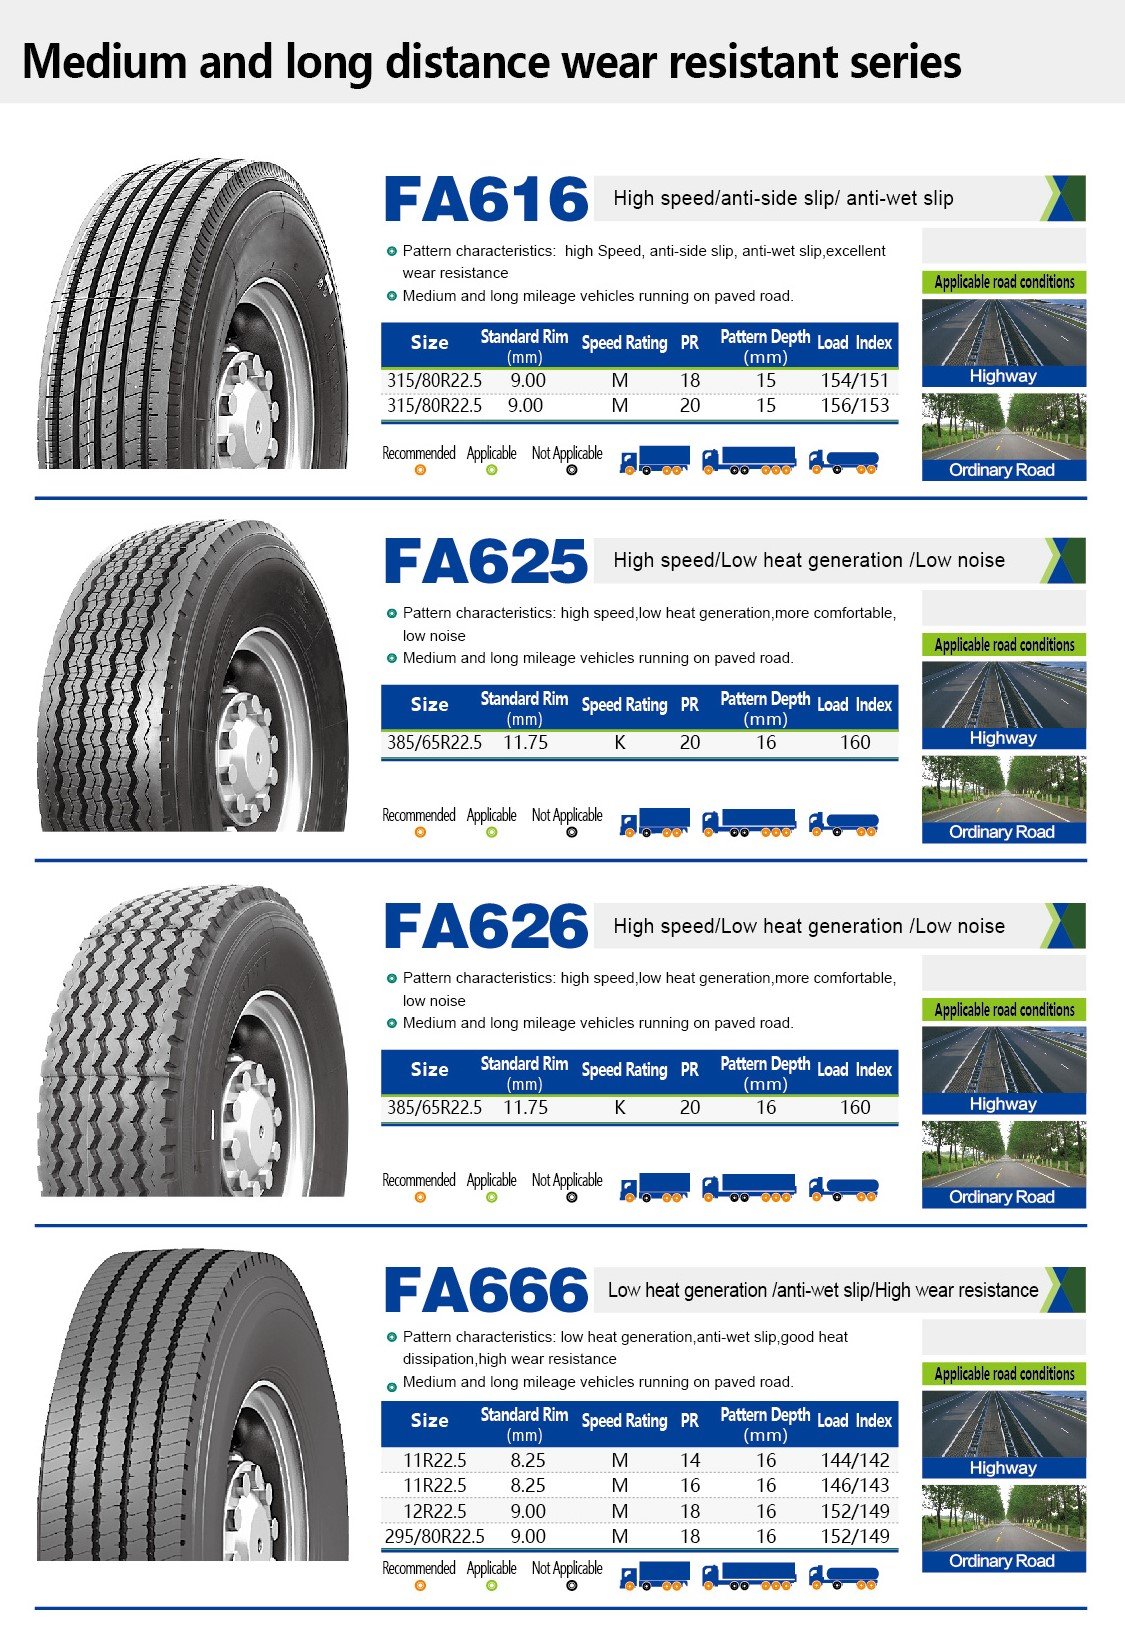 Medium and long distance wear resistant series
FA616
High speed/anti-side slip/ anti-wet slip
Pattern characteristics: high Speed, anti-side slip, anti-wet slip,excellent
wear resistance
Medium and long mileage vehicles running on paved road.
Size Standard Rim (mm) Speed Rating PR Pattern Depth (mm) Load Index
315/80R22.5 9.00 M 18 15 154/151
315/80R22.5 9.00 M 20 15 156/153
Recommended Applicable Not Applicable
Applicable road conditions
Highway
Ordinary Road
FA625
High speed/Low heat generation /Low noise
Pattern characteristics: high speed,low heat generation,more comfortable,
low noise
Medium and long mileage vehicles running on paved road.
Size Standard Rim (mm) Speed Rating PR Pattern Depth (mm) Load Index
385/65R22.5 11.75 K 20 16 160
Recommended Applicable Not Applicable
Applicable road conditions
Highway
Ordinary Road
FA626
High speed/Low heat generation /Low noise
Pattern characteristics: high speed,low heat generation,more comfortable,
low noise
Medium and long mileage vehicles running on paved road.
Size Standard Rim (mm) Speed Rating PR Pattern Depth (mm) Load Index
385/65R22.5 11.75 K 20 16 160
Recommended Applicable Not Applicable
Applicable road conditions
Highway
Ordinary Road
FA666
Low heat generation /anti-wet slip/High wear resistance
Pattern characteristics: low heat generation,anti-wet slip,good heat
dissipation,high wear resistance
Medium and long mileage vehicles running on paved road.
Size Standard Rim (mm) Speed Rating PR Pattern Depth (mm) Load Index
11R22.5 8.25 M 14 16 144/142
11R22.5 8.25 M 16 16 146/143
12R22.5 9.00 M 18 16 152/149
295/80R22.5 9.00 M 18 16 152/149
Recommended Applicable Not Applicable
Applicable road conditions
Highway
Ordinary Road